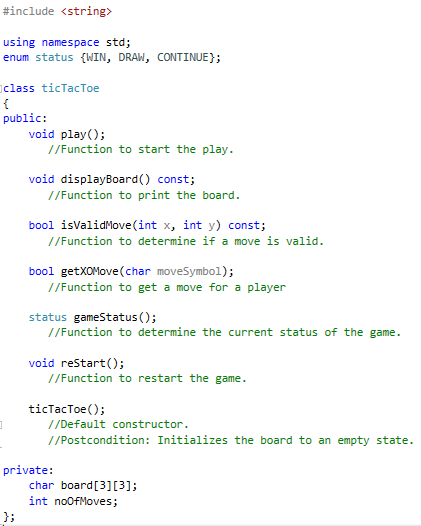 #include <string>
using namespace std;
enum status {WIN, DRAW, CONTINUE};
class ticTacToe
{
public:
void play();
//Function to start the play.
void displayBoard() const;
//Function to print the board.
bool isValidMove(int x, int y) const;
//Function to determine if a move is valid.
bool getXOMove(char moveSymbol);
//Function to get a move for a player
status gameStatus();
//Function to determine the current status of the game.
void reStart();
//Function to restart the game.
ticTacToe();
//Default constructor.
//Postcondition: Initializes the board to an empty state.
private:
char board[3][3];
int noOfMoves;
};